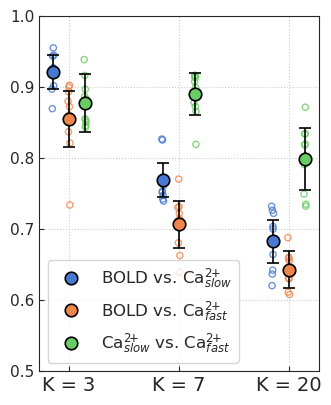 1.0
0.9
0.8
0.7
0.6
0.5
BOLD vs. Ca²⁺slow
BOLD vs. Ca²⁺fast
Ca²⁺slow vs. Ca²⁺fast
K = 3 K = 7 K = 20